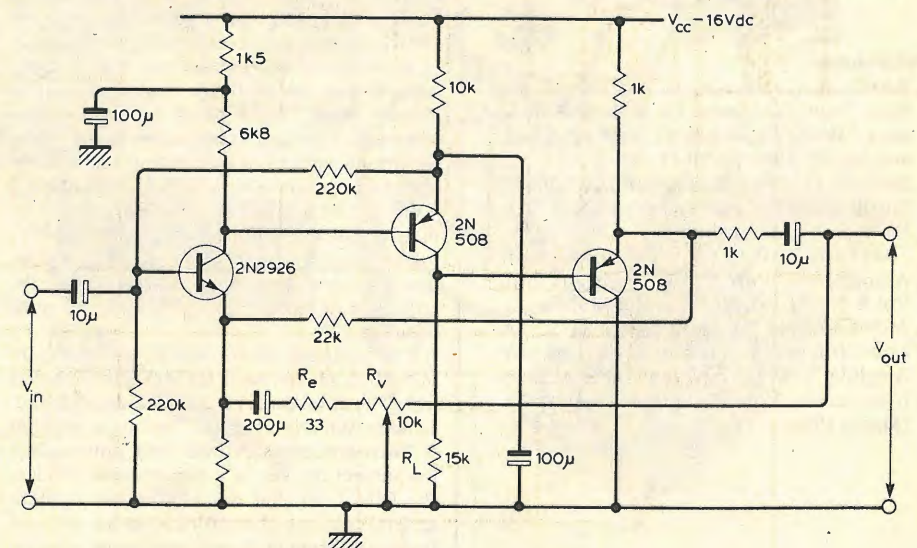 Vcc - 16Vdc
1k5
100μ
6k8
10k
1k
220k
2N
508
2N2926
2N
508
1k
10μ
10μ
22k
Vin
Vout
220k
Re
Rv
200μ
33
10k
RL
15k
100μ